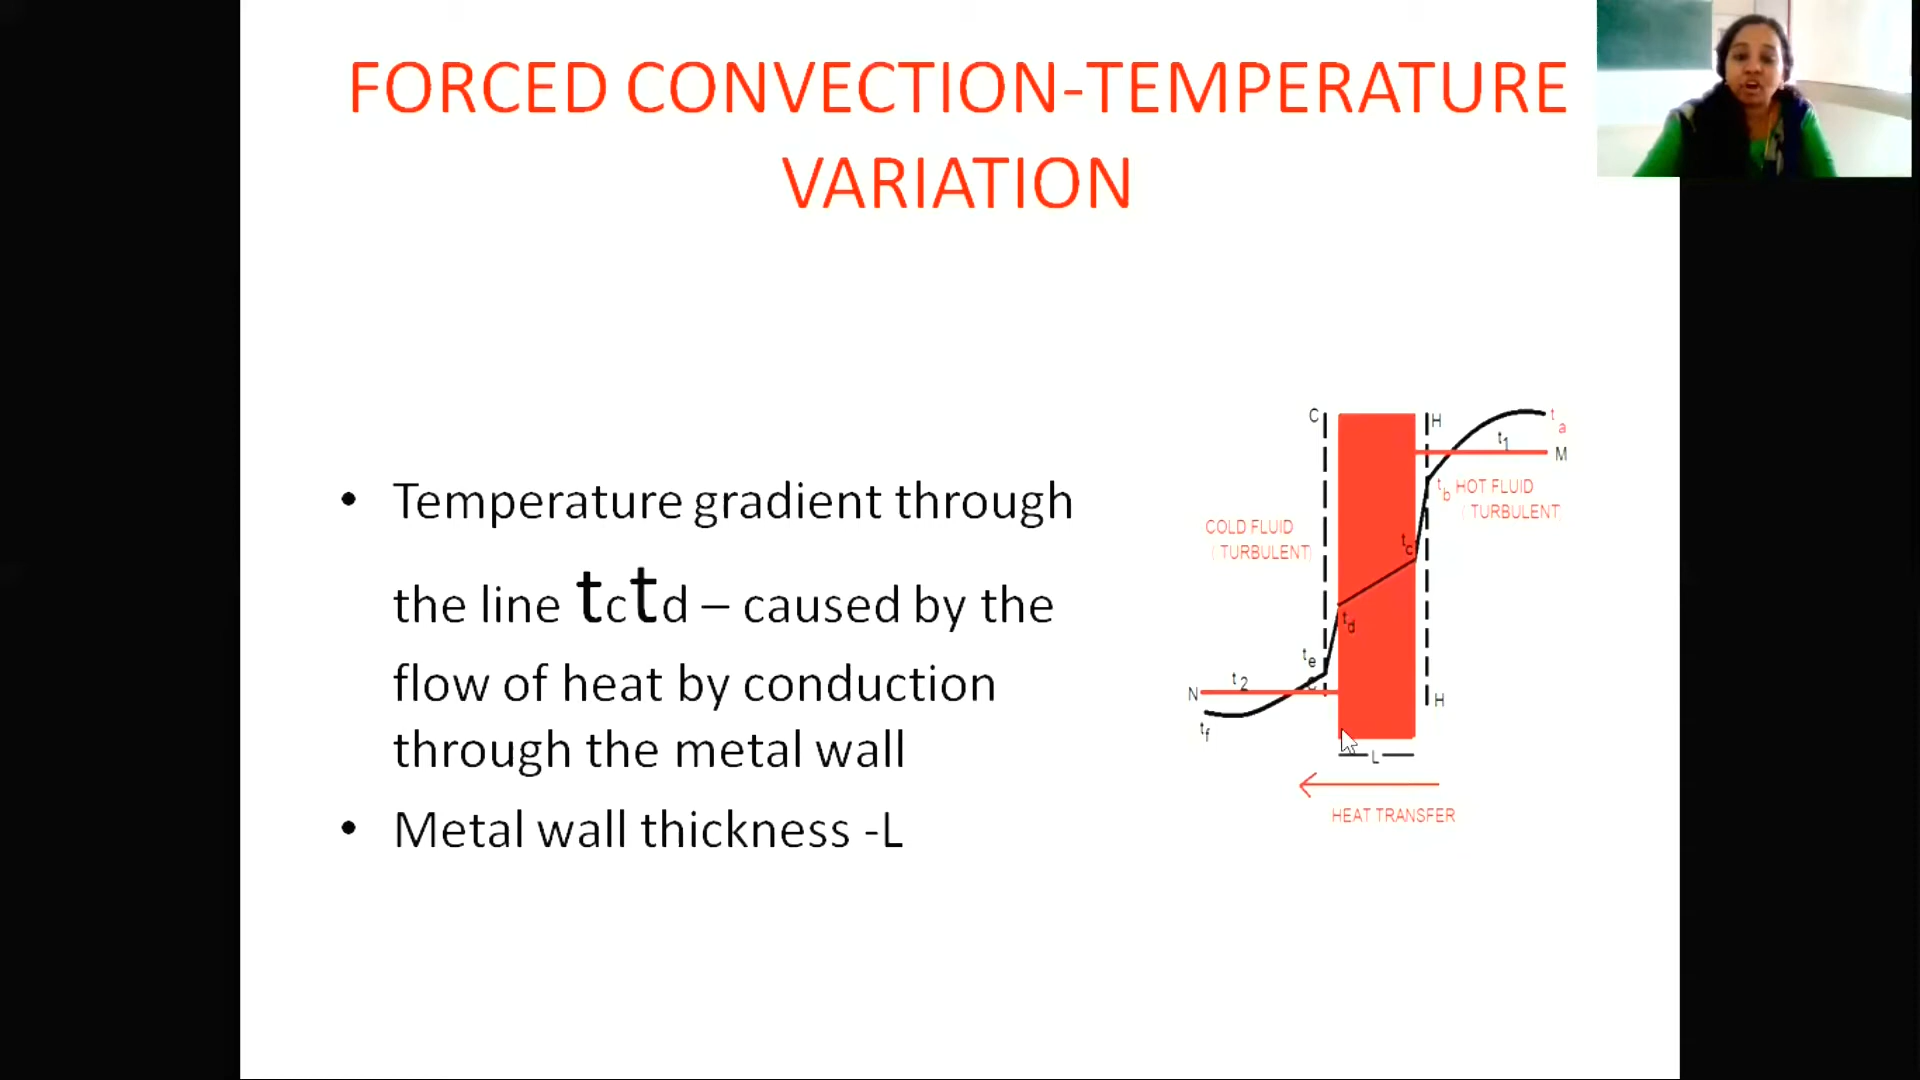 FORCED CONVECTION-TEMPERATURE
VARIATION
• Temperature gradient through
the line tctd – caused by the
flow of heat by conduction
through the metal wall
• Metal wall thickness -L
C
H
ta
t1
M
tb HOT FLUID
( TURBULENT)
COLD FLUID
( TURBULENT)
tc
td
te
C
t2
N
H
tf
L
HEAT TRANSFER